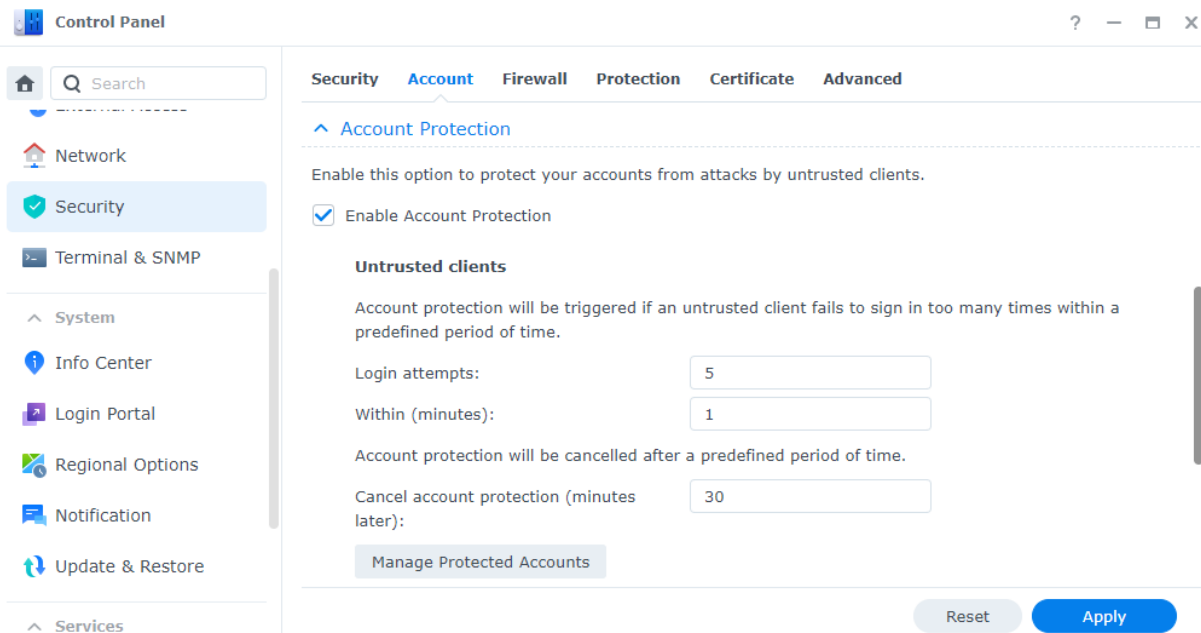 Control Panel
Search
Network
Security
Terminal & SNMP
System
Info Center
Login Portal
Regional Options
Notification
Update & Restore
Services
Security Account Firewall Protection Certificate Advanced
Account Protection
Enable this option to protect your accounts from attacks by untrusted clients.
Enable Account Protection
Untrusted clients
Account protection will be triggered if an untrusted client fails to sign in too many times within a
predefined period of time.
Login attempts: 5
Within (minutes): 1
Account protection will be cancelled after a predefined period of time.
Cancel account protection (minutes 30
later):
Manage Protected Accounts
Reset Apply